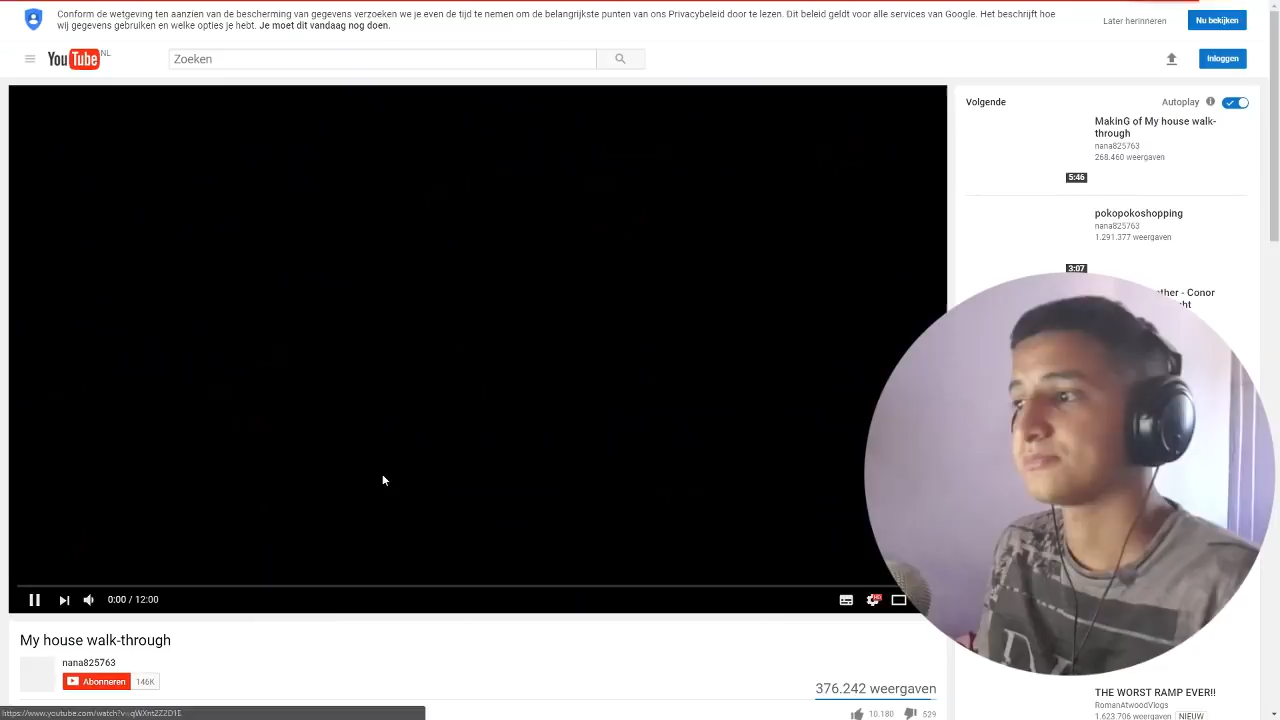 Conform de wetgeving ten aanzien van de bescherming van gegevens verzoeken we je even de tijd te nemen om de belangrijkste punten van ons Privacybeleid door te lezen. Dit beleid geldt voor alle services van Google. Het beschrijft hoe
wij gegevens gebruiken en welke opties je hebt. Je moet dit vandaag nog doen.
Later herinneren
Nu bekijken
YouTube NL
Zoeken
Inloggen
Volgende
Autoplay
MakinG of My house walk-
through
nana825763
268.460 weergaven
5:46
pokopokoshopping
nana825763
1.291.377 weergaven
3:07
ther - Conor
ht
0:00 / 12:00
HD
My house walk-through
nana825763
Abonneren 146K
376.242 weergaven
10.180 529
THE WORST RAMP EVER!!
RomanAtwoodVlogs
1.623.706 weergaven NIEUW